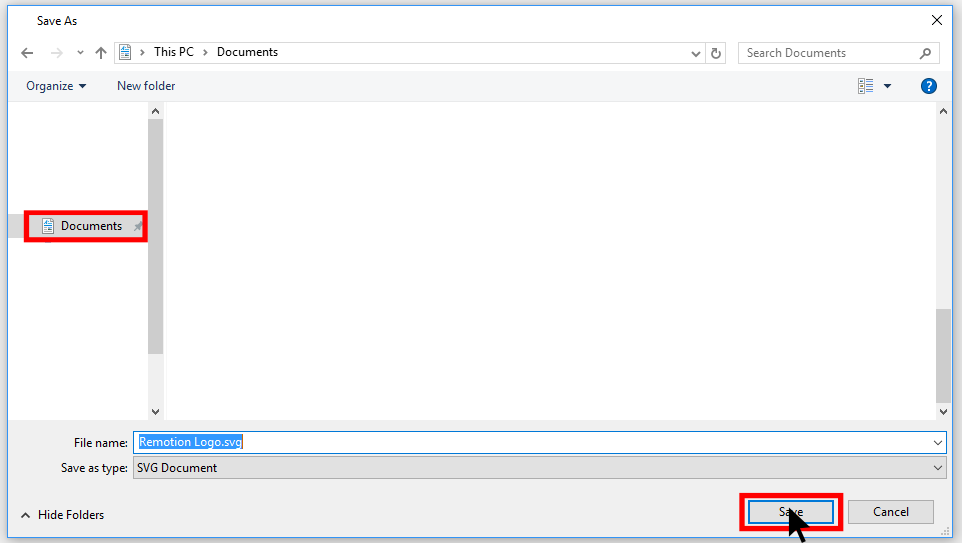 Save As
This PC > Documents
Search Documents
Organize
New folder
?
Documents
File name: Remotion Logo.svg
Save as type: SVG Document
Hide Folders
Save
Cancel